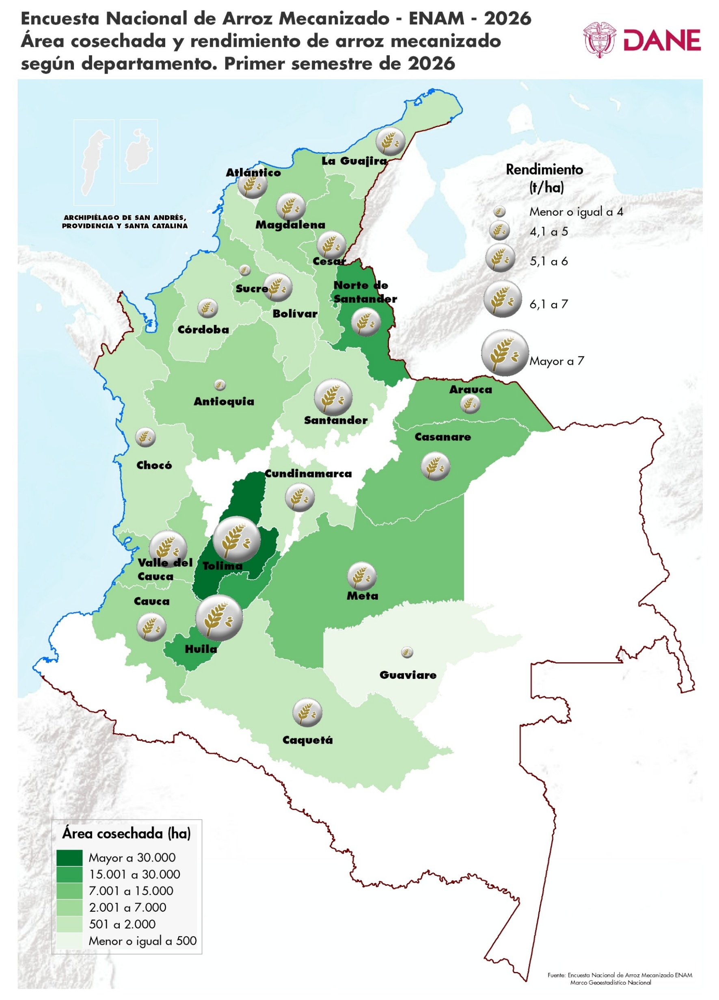 Encuesta Nacional de Arroz Mecanizado - ENAM - 2026
Área cosechada y rendimiento de arroz mecanizado
según departamento. Primer semestre de 2026
DANE
ARCHIPIÉLAGO DE SAN ANDRÉS,
PROVIDENCIA Y SANTA CATALINA
La Guajira
Atlántico
Magdalena
Cesar
Norte de
Santander
Sucre
Bolívar
Córdoba
Antioquia
Santander
Arauca
Casanare
Chocó
Cundinamarca
Valle del
Cauca
Tolima
Cauca
Meta
Huila
Guaviare
Caquetá
Rendimiento
(t/ha)
Menor o igual a 4
4,1 a 5
5,1 a 6
6,1 a 7
Mayor a 7
Área cosechada (ha)
Mayor a 30.000
15.001 a 30.000
7.001 a 15.000
2.001 a 7.000
501 a 2.000
Menor o igual a 500
Fuente: Encuesta Nacional de Arroz Mecanizado ENAM
Marco Geoestadístico Nacional